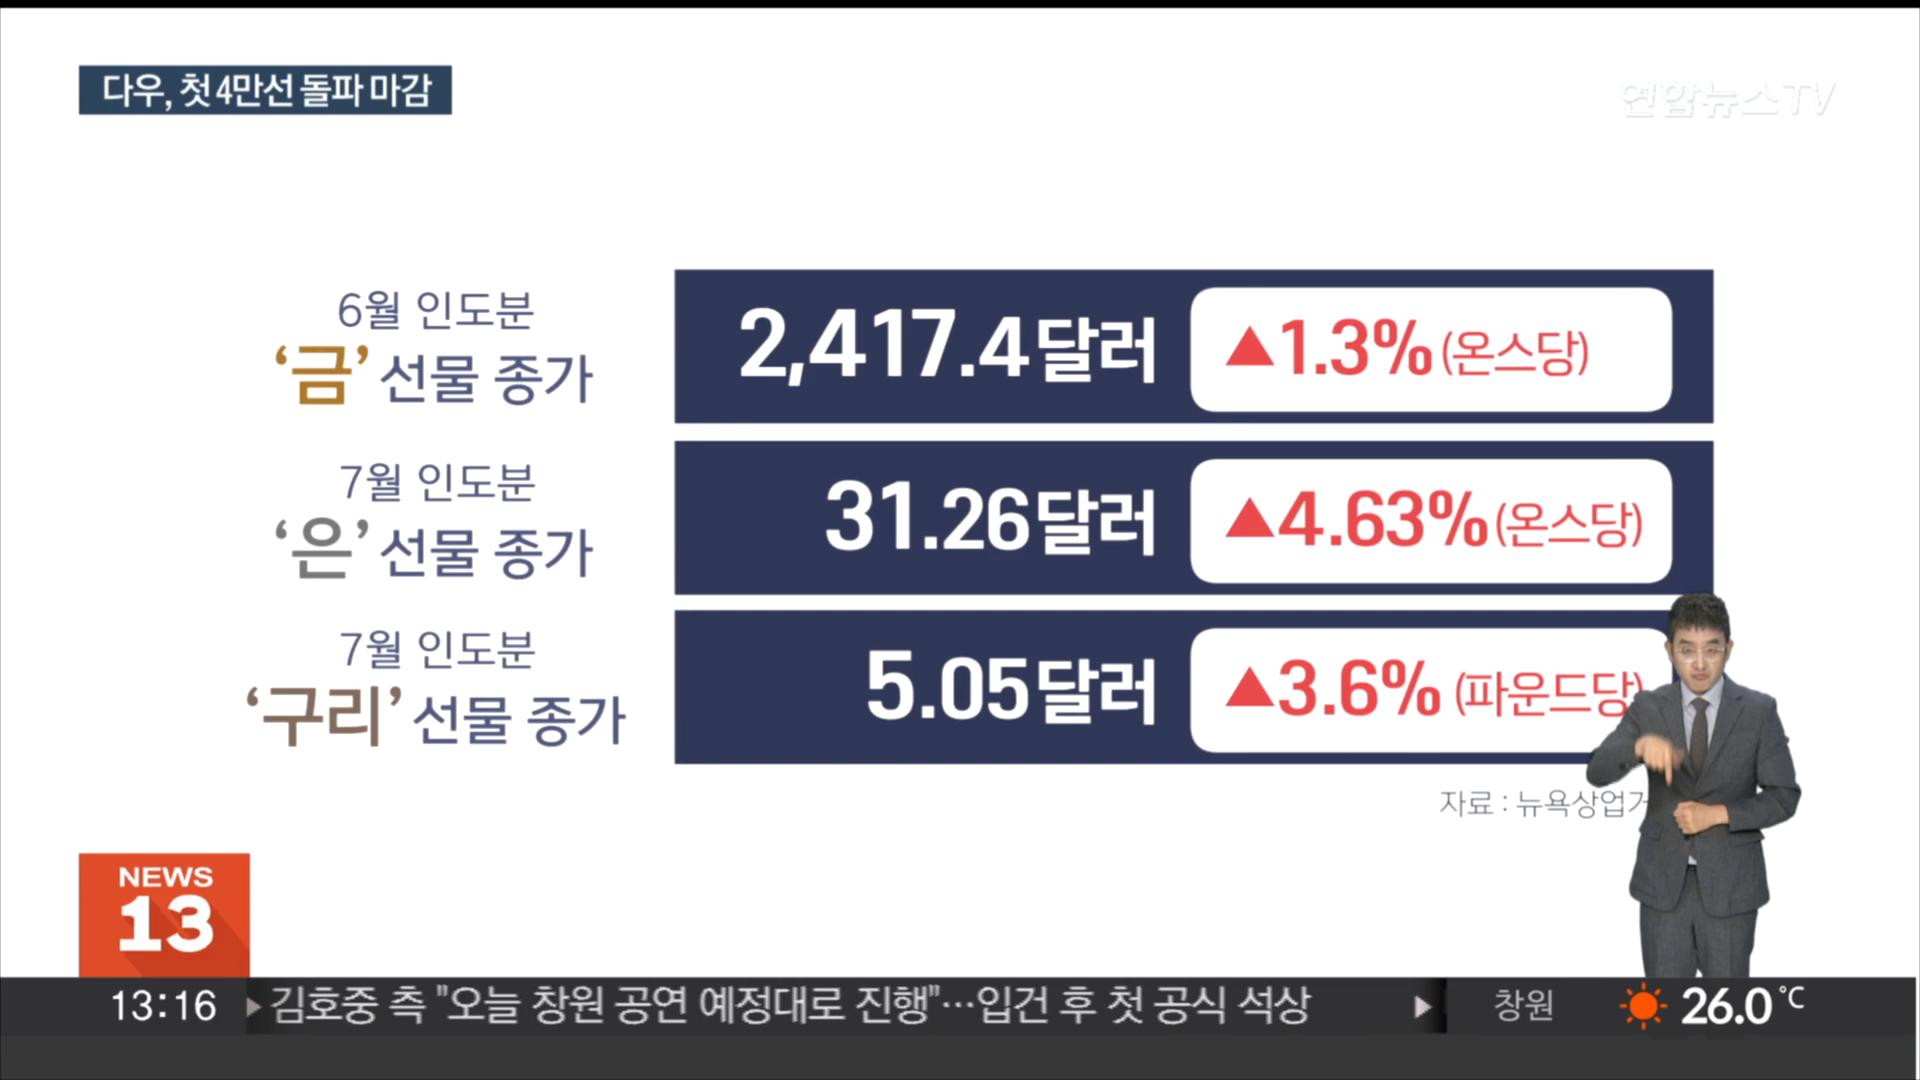 다우, 첫 4만선 돌파 마감
연합뉴스TV
6월 인도분
‘금’ 선물 종가
2,417.4달러 ▲1.3% (온스당)
7월 인도분
‘은’ 선물 종가
31.26달러 ▲4.63% (온스당)
7월 인도분
‘구리’ 선물 종가
5.05달러 ▲3.6% (파운드당)
자료 : 뉴욕상업거
NEWS
13
13:16 ▶김호중 측 "오늘 창원 공연 예정대로 진행"…입건 후 첫 공식 석상 ▶ 창원 26.0℃